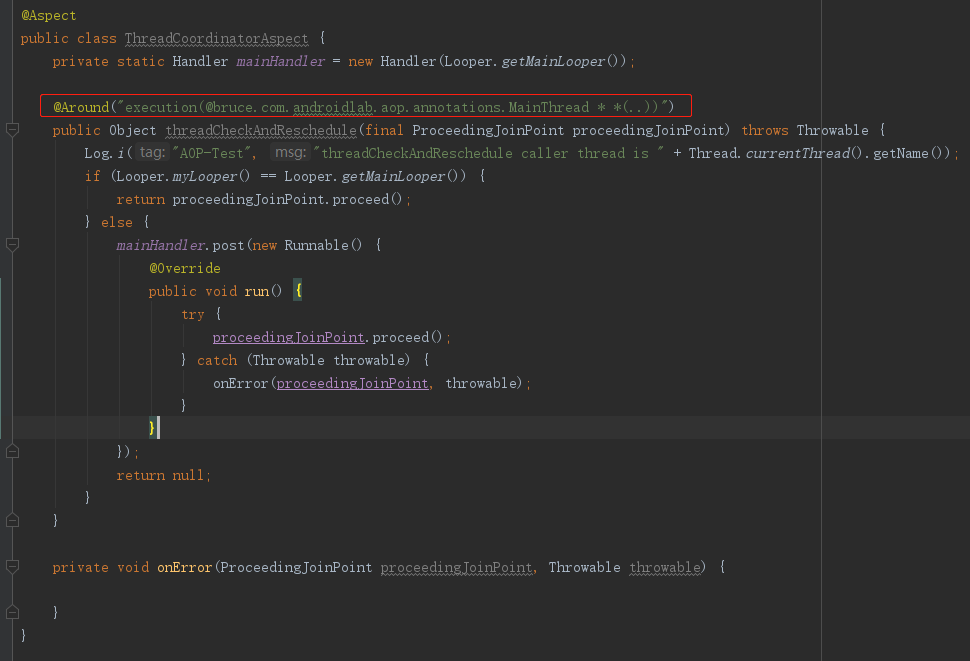 @Aspect
public class ThreadCoordinatorAspect {
private static Handler mainHandler = new Handler(Looper.getMainLooper());
@Around("execution(@bruce.com.androidlab.aop.annotations.MainThread * *(..))")
public Object threadCheckAndReschedule(final ProceedingJoinPoint proceedingJoinPoint) throws Throwable {
Log.i( tag: "AOP-Test", msg: "threadCheckAndReschedule caller thread is " + Thread.currentThread().getName());
if (Looper.myLooper() == Looper.getMainLooper()) {
return proceedingJoinPoint.proceed();
} else {
mainHandler.post(new Runnable() {
@Override
public void run() {
try {
proceedingJoinPoint.proceed();
} catch (Throwable throwable) {
onError(proceedingJoinPoint, throwable);
}
}
});
return null;
}
}
private void onError(ProceedingJoinPoint proceedingJoinPoint, Throwable throwable) {
}
}